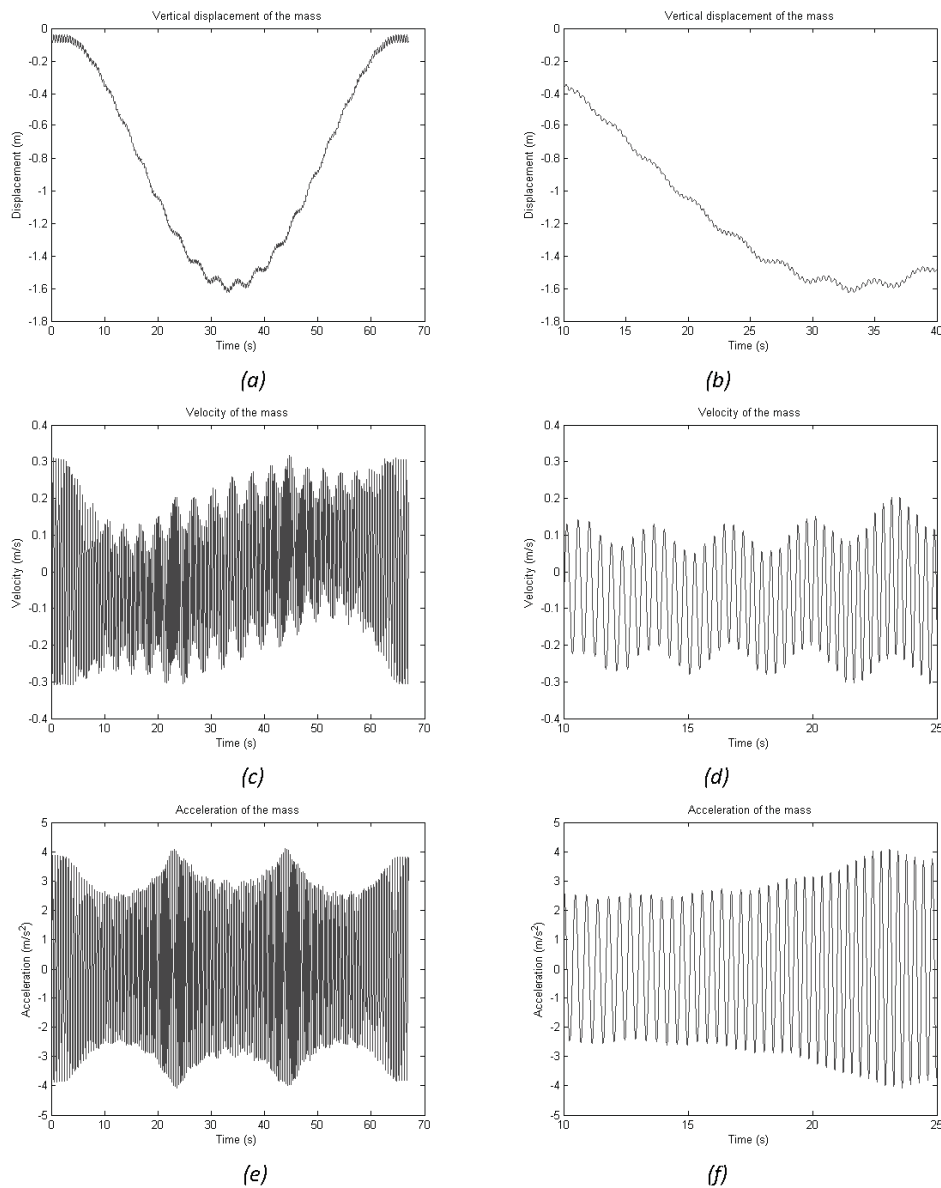 Vertical displacement of the mass
Displacement (m)
0
-0.2
-0.4
-0.6
-0.8
-1
-1.2
-1.4
-1.6
-1.8
0 10 20 30 40 50 60 70
Time (s)
(a)
Vertical displacement of the mass
Displacement (m)
0
-0.2
-0.4
-0.6
-0.8
-1
-1.2
-1.4
-1.6
-1.8
10 15 20 25 30 35 40
Time (s)
(b)
Velocity of the mass
Velocity (m/s)
0.4
0.3
0.2
0.1
0
-0.1
-0.2
-0.3
-0.4
0 10 20 30 40 50 60 70
Time (s)
(c)
Velocity of the mass
Velocity (m/s)
0.4
0.3
0.2
0.1
0
-0.1
-0.2
-0.3
-0.4
10 15 20 25
Time (s)
(d)
Acceleration of the mass
Acceleration (m/s²)
5
4
3
2
1
0
-1
-2
-3
-4
-5
0 10 20 30 40 50 60 70
Time (s)
(e)
Acceleration of the mass
Acceleration (m/s²)
5
4
3
2
1
0
-1
-2
-3
-4
-5
10 15 20 25
Time (s)
(f)